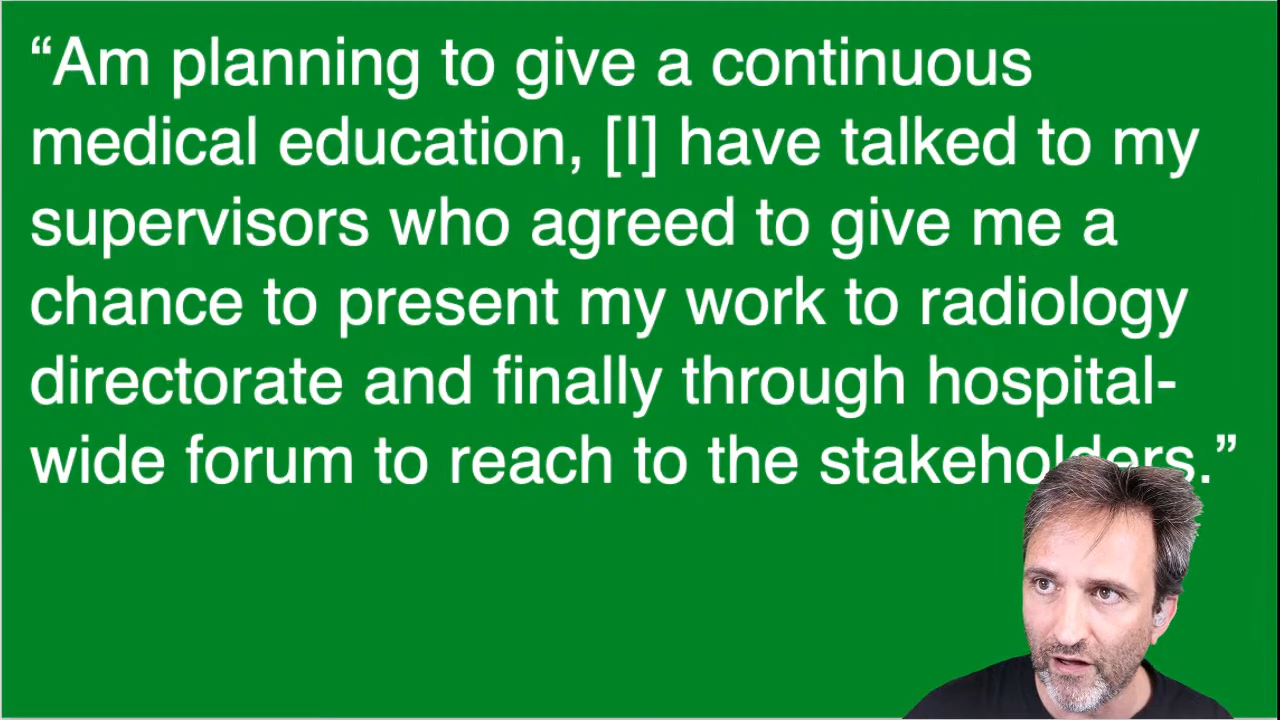 “Am planning to give a continuous
medical education, [I] have talked to my
supervisors who agreed to give me a
chance to present my work to radiology
directorate and finally through hospital-
wide forum to reach to the stakeholders.”